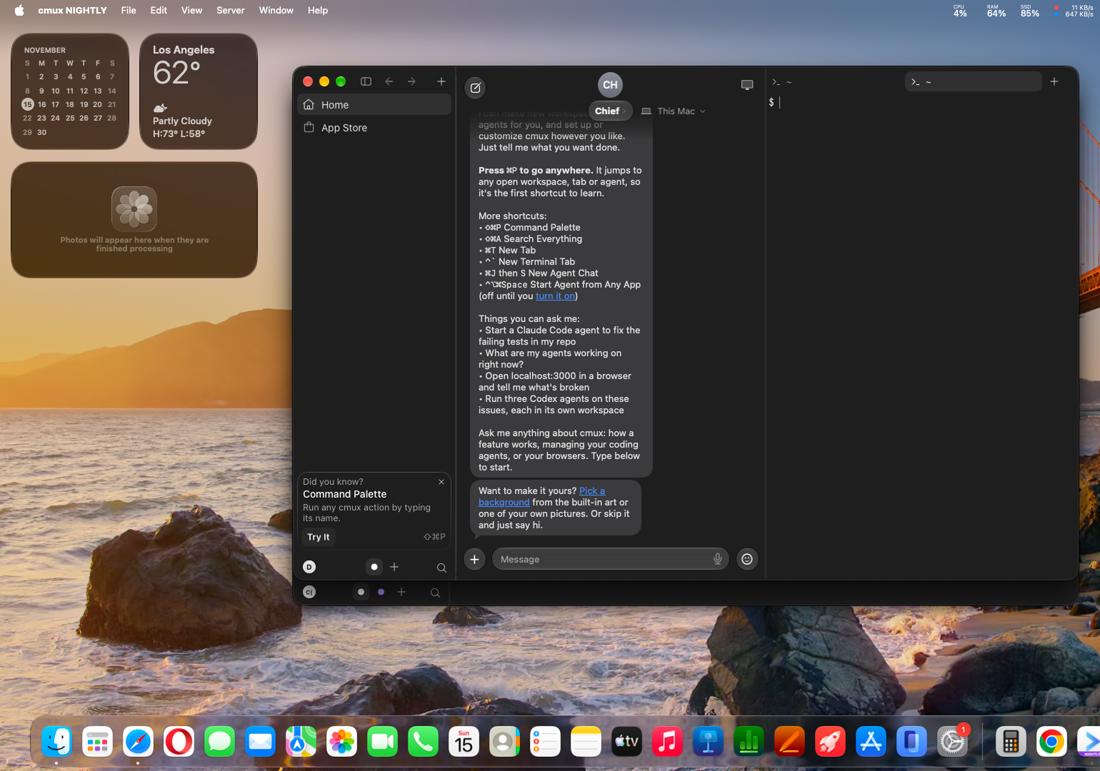 cmux NIGHTLY File Edit View Server Window Help
CPU 4% RAM 64% SSD 85% 11 KB/s 647 KB/s
NOVEMBER
S M T W T F S
1 2 3 4 5 6 7
8 9 10 11 12 13 14
15 16 17 18 19 20 21
22 23 24 25 26 27 28
29 30
Los Angeles
62°
Partly Cloudy
H:73° L:58°
Photos will appear here when they are
finished processing
Home
App Store
Did you know?
Command Palette
Run any cmux action by typing
its name.
Try It ⇧⌘P
D
CH
Chief
This Mac
agents for you, and set up or
customize cmux however you like.
Just tell me what you want done.
Press ⌘P to go anywhere. It jumps to
any open workspace, tab or agent, so
it's the first shortcut to learn.
More shortcuts:
• ⇧⌘P Command Palette
• ⇧⌘A Search Everything
• ⌘T New Tab
• ^` New Terminal Tab
• ⌘J then S New Agent Chat
• ^⌥⌘Space Start Agent from Any App
(off until you turn it on)
Things you can ask me:
• Start a Claude Code agent to fix the
failing tests in my repo
• What are my agents working on
right now?
• Open localhost:3000 in a browser
and tell me what's broken
• Run three Codex agents on these
issues, each in its own workspace
Ask me anything about cmux: how a
feature works, managing your coding
agents, or your browsers. Type below
to start.
Want to make it yours? Pick a
background from the built-in art or
one of your own pictures. Or skip it
and just say hi.
Message
>_ ~
>_ ~
$
Sun
15
tv
1